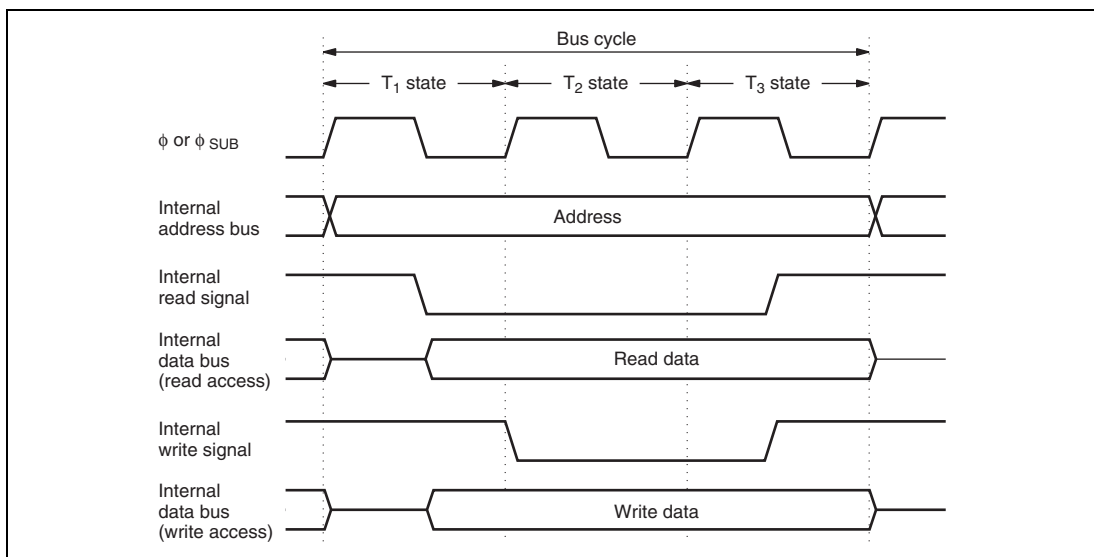 Bus cycle
T1 state
T2 state
T3 state
ϕ or ϕ SUB
Internal
address bus
Address
Internal
read signal
Internal
data bus
(read access)
Read data
Internal
write signal
Internal
data bus
(write access)
Write data